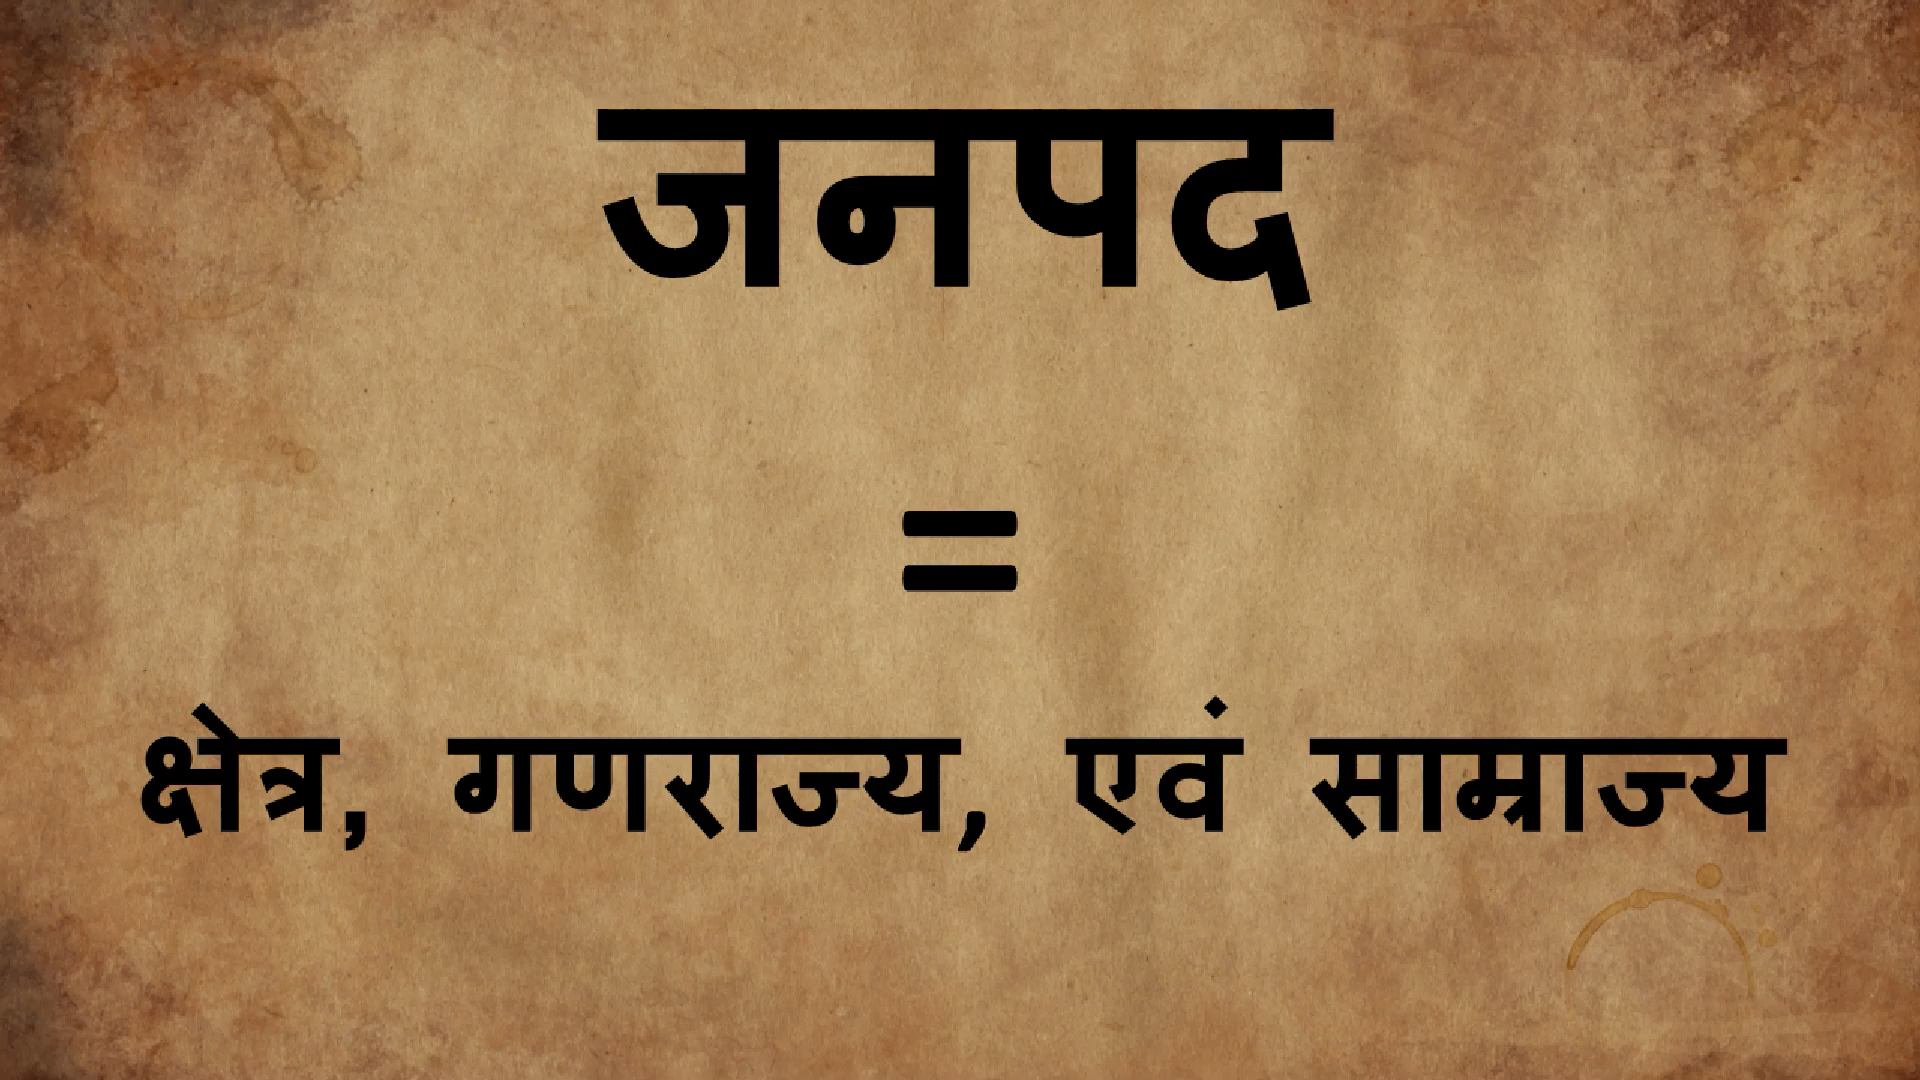 जनपद
=
क्षेत्र, गणराज्य, एवं साम्राज्य